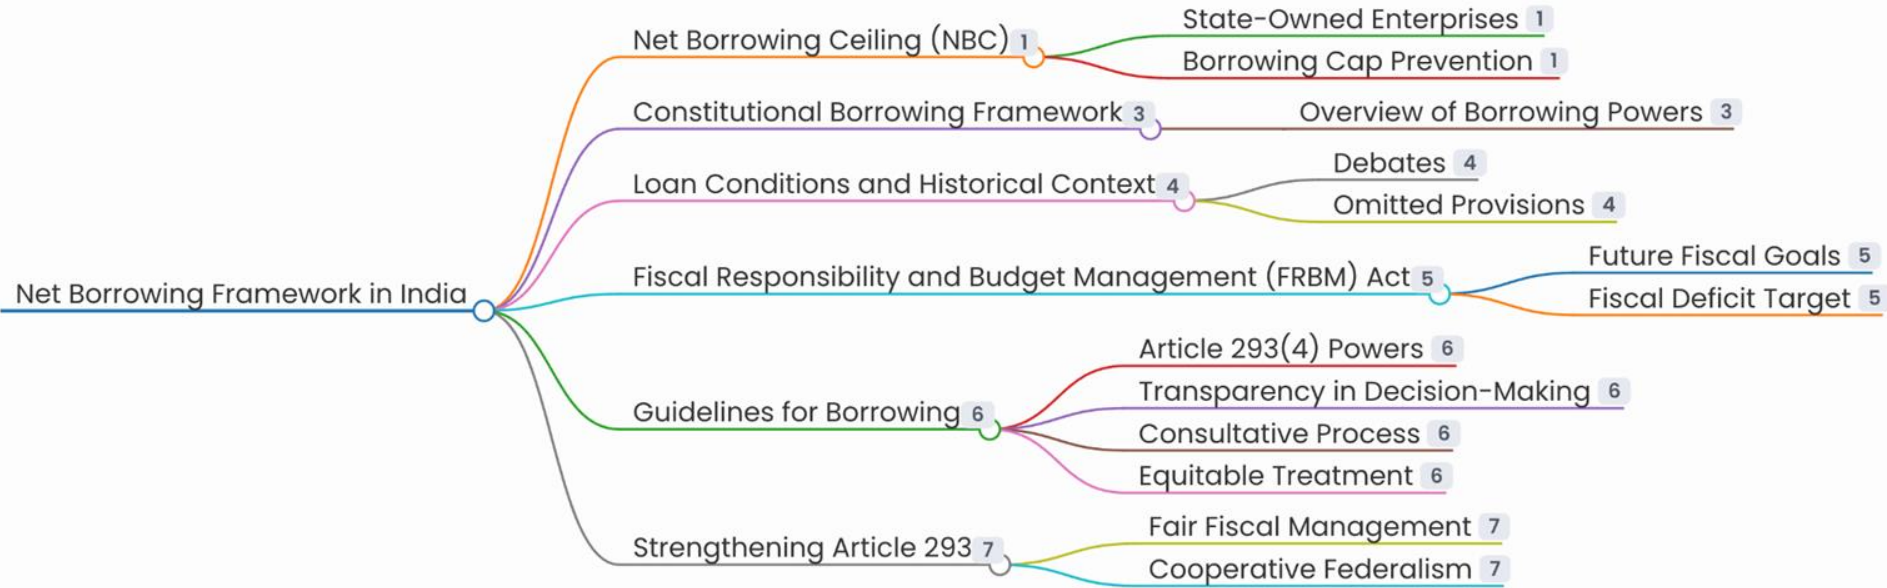 Net Borrowing Framework in India
Net Borrowing Ceiling (NBC) 1
State-Owned Enterprises 1
Borrowing Cap Prevention 1
Constitutional Borrowing Framework 3
Overview of Borrowing Powers 3
Loan Conditions and Historical Context 4
Debates 4
Omitted Provisions 4
Fiscal Responsibility and Budget Management (FRBM) Act 5
Future Fiscal Goals 5
Fiscal Deficit Target 5
Guidelines for Borrowing 6
Article 293(4) Powers 6
Transparency in Decision-Making 6
Consultative Process 6
Equitable Treatment 6
Strengthening Article 293 7
Fair Fiscal Management 7
Cooperative Federalism 7